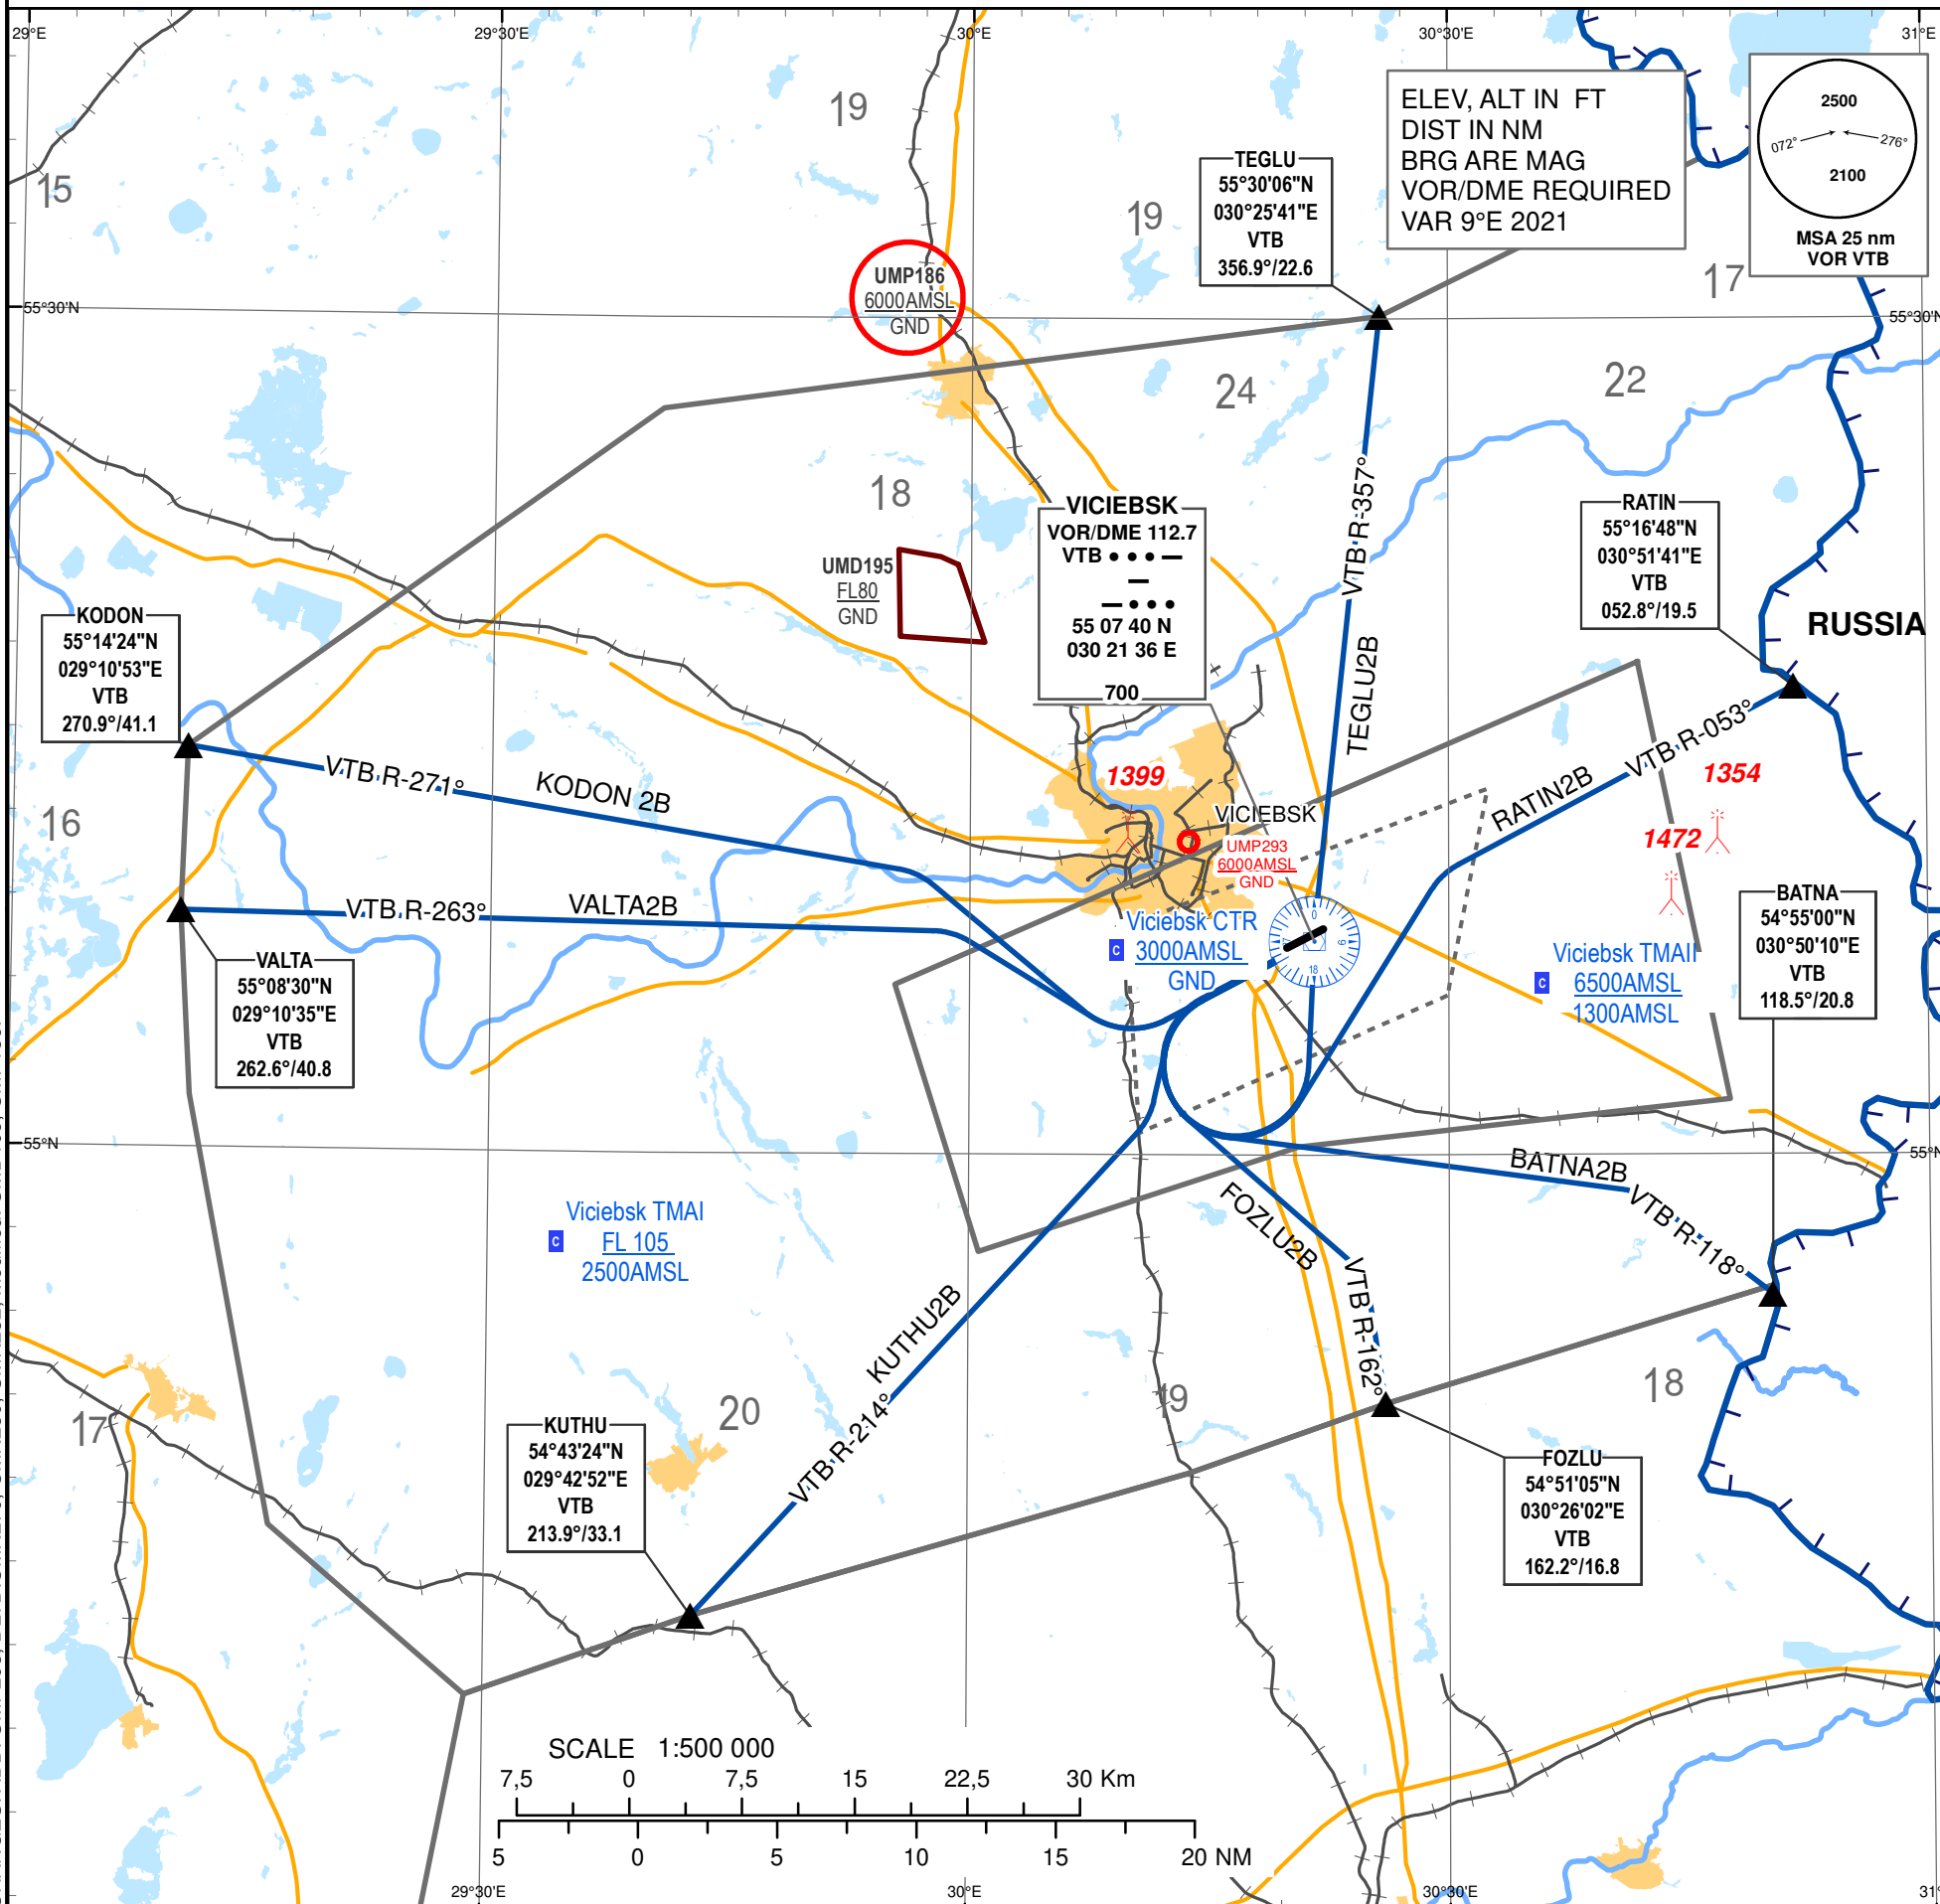 29°E
29°30'E
30°E
30°30'E
31°E
ELEV, ALT IN FT
DIST IN NM
BRG ARE MAG
VOR/DME REQUIRED
VAR 9°E 2021
2500
072°
276°
2100
MSA 25 nm
VOR VTB
19
15
19
17
TEGLU
55°30'06"N
030°25'41"E
VTB
356.9°/22.6
UMP186
6000AMSL
GND
55°30'N
55°30'N
24
22
18
VTB R-357°
TEGLU2B
VICIEBSK
VOR/DME 112.7
VTB
55 07 40 N
030 21 36 E
700
UMD195
FL80
GND
RATIN
55°16'48"N
030°51'41"E
VTB
052.8°/19.5
RUSSIA
KODON
55°14'24"N
029°10'53"E
VTB
270.9°/41.1
VTB R-271°
KODON 2B
VTB R-053°
RATIN2B
1399
1354
1472
16
VICIEBSK
UMP293
6000AMSL
GND
VTB R-263°
VALTA2B
BATNA
54°55'00"N
030°50'10"E
VTB
118.5°/20.8
Viciebsk CTR
C
3000AMSL
GND
0
9
18
Viciebsk TMAII
C
6500AMSL
1300AMSL
VALTA
55°08'30"N
029°10'35"E
VTB
262.6°/40.8
55°N
55°N
BATNA2B
VTB R-118°
FOZLU2B
VTB R-162°
Viciebsk TMAI
C
FL 105
2500AMSL
KUTHU2B
VTB R-214°
17
20
19
18
KUTHU
54°43'24"N
029°42'52"E
VTB
213.9°/33.1
FOZLU
54°51'05"N
030°26'02"E
VTB
162.2°/16.8
SCALE 1:500 000
7,5 0 7,5 15 22,5 30 Km
5 0 5 10 15 20 NM
29°30'E
30°E
30°30'E